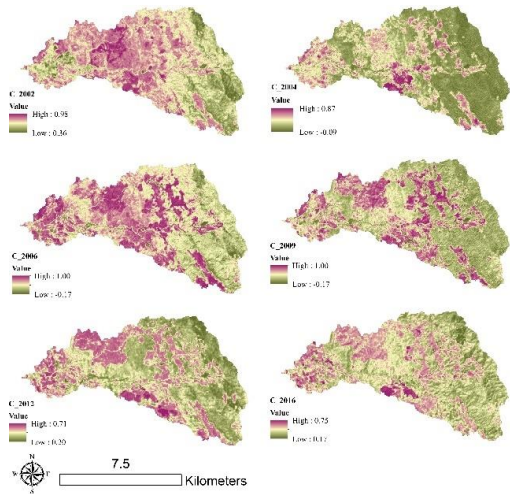 C_2002
Value
High : 0.98
Low : 0.36
C_2004
Value
High : 0.87
Low : -0.09
C_2006
Value
High : 1.00
Low : -0.17
C_2009
Value
High : 1.00
Low : -0.17
C_2012
Value
High : 0.71
Low : 0.20
C_2016
Value
High : 0.75
Low : 0.17
N
W
S
7.5
Kilometers